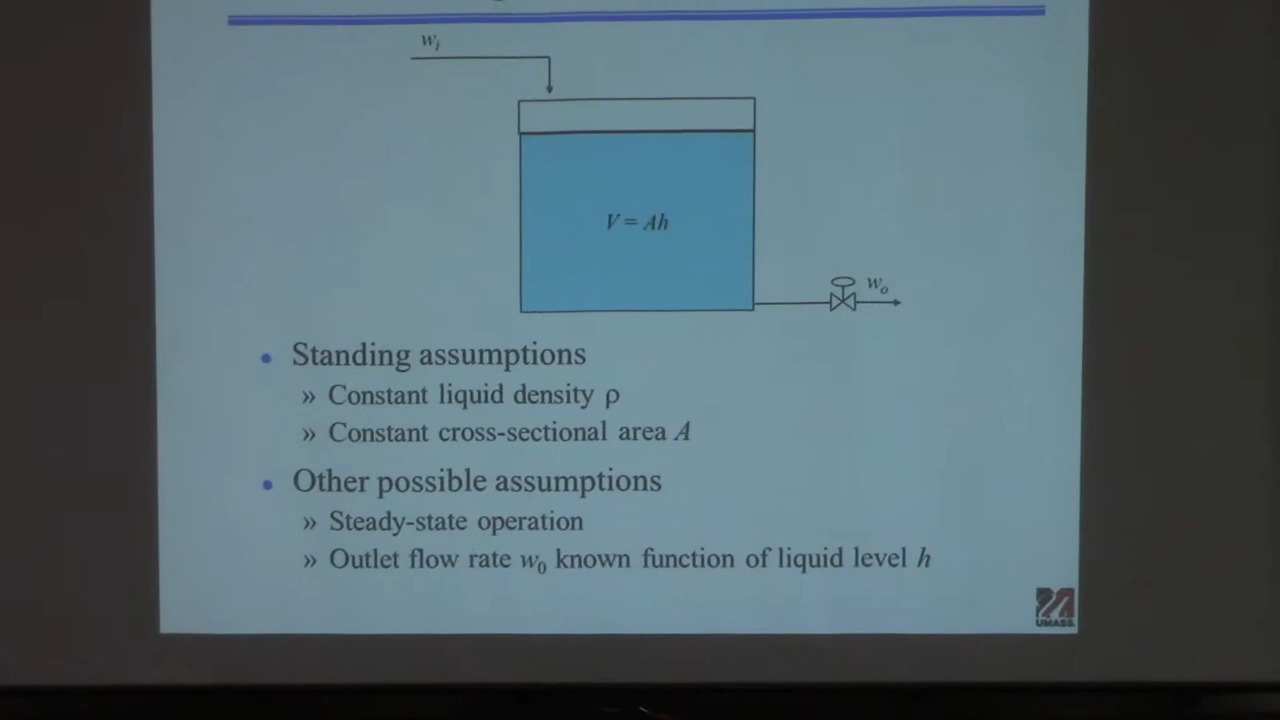 wi
V = Ah
wo
• Standing assumptions
» Constant liquid density ρ
» Constant cross-sectional area A
• Other possible assumptions
» Steady-state operation
» Outlet flow rate w0 known function of liquid level h
UMASS